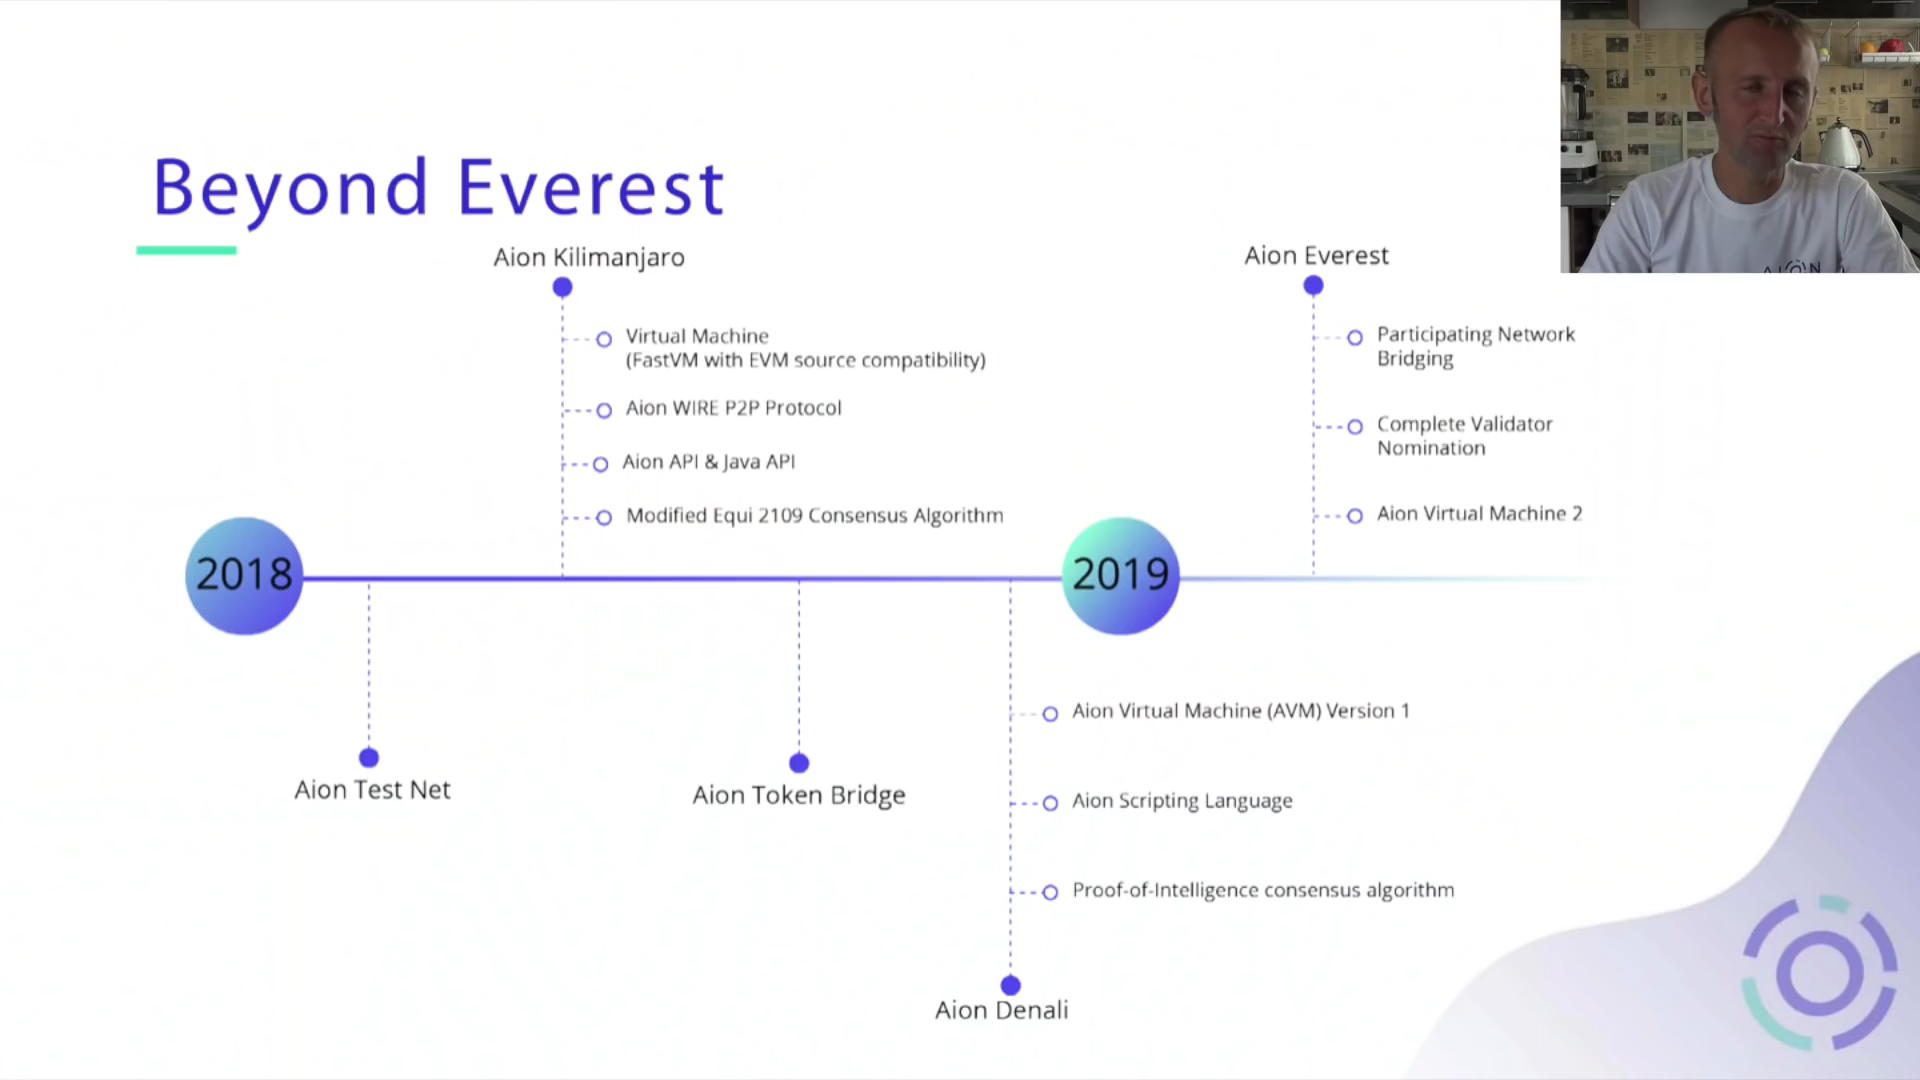 Beyond Everest
Aion Kilimanjaro
Virtual Machine
(FastVM with EVM source compatibility)
Aion WIRE P2P Protocol
Aion API & Java API
Modified Equi 2109 Consensus Algorithm
Aion Everest
Participating Network
Bridging
Complete Validator
Nomination
Aion Virtual Machine 2
2018
2019
Aion Test Net
Aion Token Bridge
Aion Virtual Machine (AVM) Version 1
Aion Scripting Language
Proof-of-Intelligence consensus algorithm
Aion Denali
AION